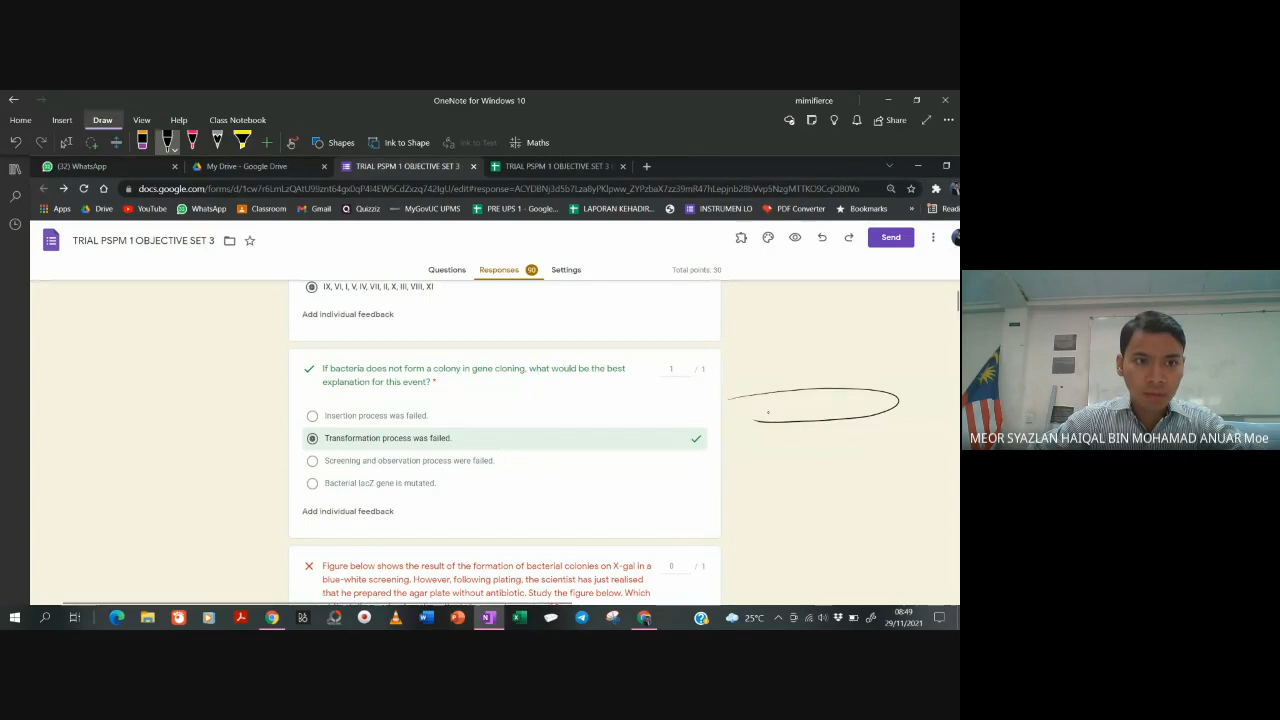 OneNote for Windows 10
mimifierce
Home Insert Draw View Help Class Notebook
Share
Shapes Ink to Shape Ink to Text Maths
(32) WhatsApp My Drive - Google Drive TRIAL PSPM 1 OBJECTIVE SET 3 TRIAL PSPM 1 OBJECTIVE SET 3
Apps Drive YouTube WhatsApp Classroom Gmail Quizziz MyGovUC UPMS PRE UPS 1 - Google... LAPORAN KEHADIR... INSTRUMEN LO PDF Converter Bookmarks
TRIAL PSPM 1 OBJECTIVE SET 3
Send
Questions Responses 90 Settings
Total points: 30
IX, VI, I, V, IV, VII, II, X, III, VIII, XI
Add individual feedback
If bacteria does not form a colony in gene cloning, what would be the best
explanation for this event? *
1 / 1
Insertion process was failed.
Transformation process was failed.
Screening and observation process were failed.
Bacterial lacZ gene is mutated.
Add individual feedback
Figure below shows the result of the formation of bacterial colonies on X-gal in a
blue-white screening. However, following plating, the scientist has just realised
that he prepared the agar plate without antibiotic. Study the figure below. Which
0 / 1
MEOR SYAZLAN HAIQAL BIN MOHAMAD ANUAR Moe
25°C
08:49
29/11/2021